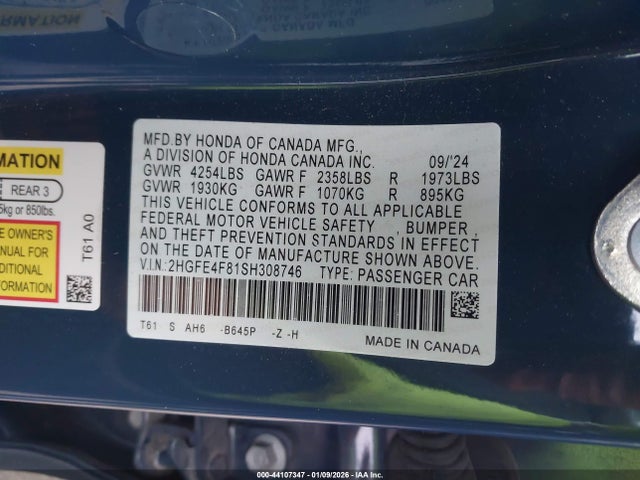 MFD.BY HONDA OF CANADA MFG.,
A DIVISION OF HONDA CANADA INC. 09/'24
GVWR 4254LBS GAWR F 2358LBS R 1973LBS
GVWR 1930KG GAWR F 1070KG R 895KG
THIS VEHICLE CONFORMS TO ALL APPLICABLE
FEDERAL MOTOR VEHICLE SAFETY , BUMPER ,
AND THEFT PREVENTION STANDARDS IN EFFECT
ON THE DATE OF MANUFACTURE SHOWN ABOVE.
V.I.N.:2HGFE4F81SH308746 TYPE: PASSENGER CAR
T61 S AH6 -B645P -Z -H
MADE IN CANADA
MATION
REAR 3
5kg or 850lbs.
E OWNER'S
ANUAL FOR
DDITIONAL
FORMATION
T61 A0
000-44107347 - 01/09/2026 - IAA Inc.